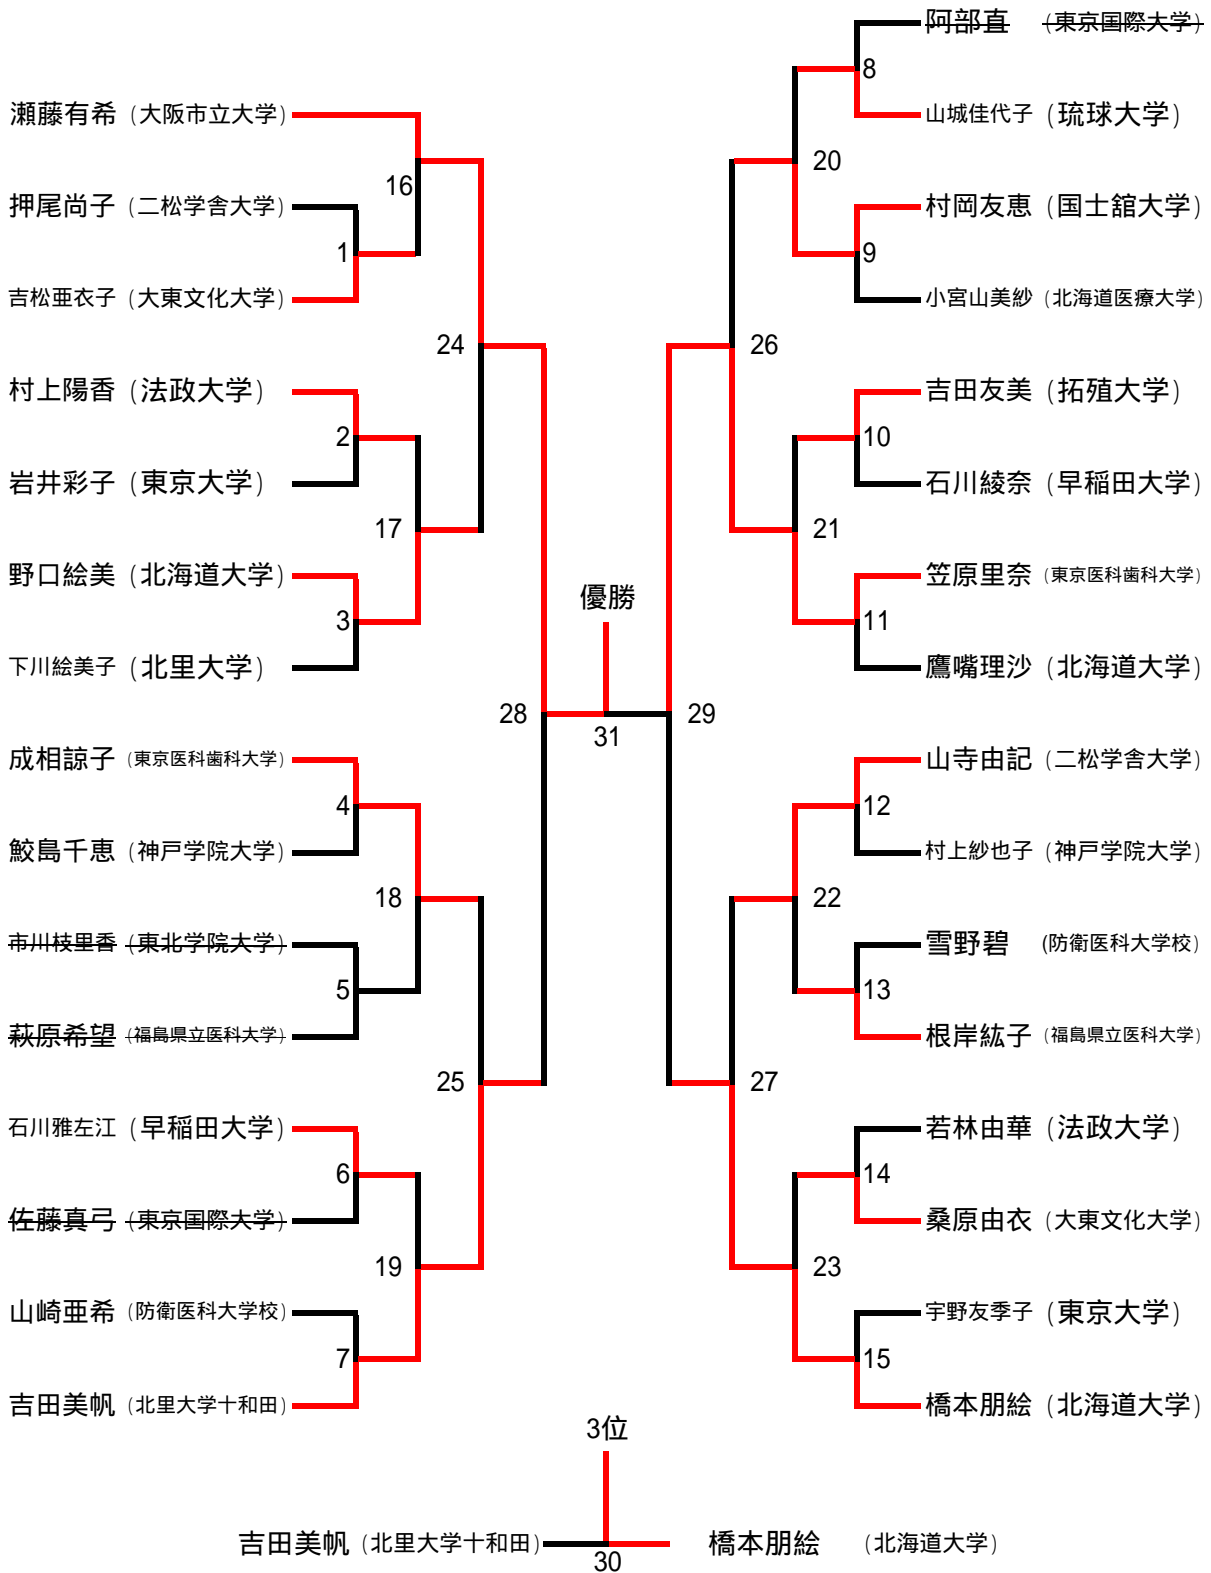 阿部直 (東京国際大学)
8
瀬藤有希 (大阪市立大学)
山城佳代子 (琉球大学)
20
16
押尾尚子 (二松学舎大学)
村岡友恵 (国士舘大学)
1
9
吉松亜衣子 (大東文化大学)
小宮山美紗 (北海道医療大学)
24
26
村上陽香 (法政大学)
吉田友美 (拓殖大学)
2
10
岩井彩子 (東京大学)
石川綾奈 (早稲田大学)
17
21
野口絵美 (北海道大学)
笠原里奈 (東京医科歯科大学)
優勝
3
11
下川絵美子 (北里大学)
鷹嘴理沙 (北海道大学)
28
29
31
成相諒子 (東京医科歯科大学)
山寺由記 (二松学舎大学)
4
12
鮫島千恵 (神戸学院大学)
村上紗也子 (神戸学院大学)
18
22
市川枝里香 (東北学院大学)
雪野碧 (防衛医科大学校)
5
13
萩原希望 (福島県立医科大学)
根岸紘子 (福島県立医科大学)
25
27
石川雅左江 (早稲田大学)
若林由華 (法政大学)
6
14
佐藤真弓 (東京国際大学)
桑原由衣 (大東文化大学)
19
23
山崎亜希 (防衛医科大学校)
宇野友季子 (東京大学)
7
15
吉田美帆 (北里大学十和田)
橋本朋絵 (北海道大学)
3位
吉田美帆 (北里大学十和田)
橋本朋絵 (北海道大学)
30